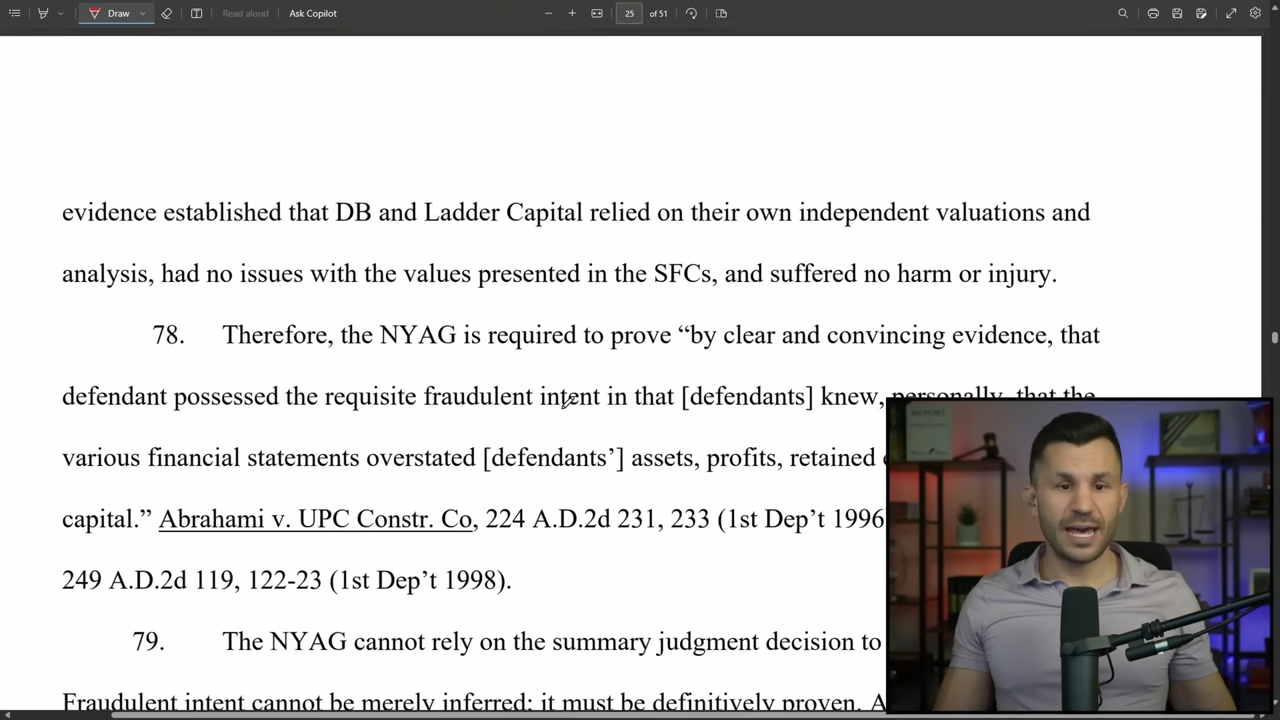 Draw
Read aloud
Ask Copilot
25
of 51
evidence established that DB and Ladder Capital relied on their own independent valuations and
analysis, had no issues with the values presented in the SFCs, and suffered no harm or injury.
78. Therefore, the NYAG is required to prove “by clear and convincing evidence, that
defendant possessed the requisite fraudulent intent in that [defendants] knew, personally, that the
various financial statements overstated [defendants’] assets, profits, retained
capital.” Abrahami v. UPC Constr. Co, 224 A.D.2d 231, 233 (1st Dep’t 1996
249 A.D.2d 119, 122-23 (1st Dep’t 1998).
79. The NYAG cannot rely on the summary judgment decision to
Fraudulent intent cannot be merely inferred; it must be definitively proven.